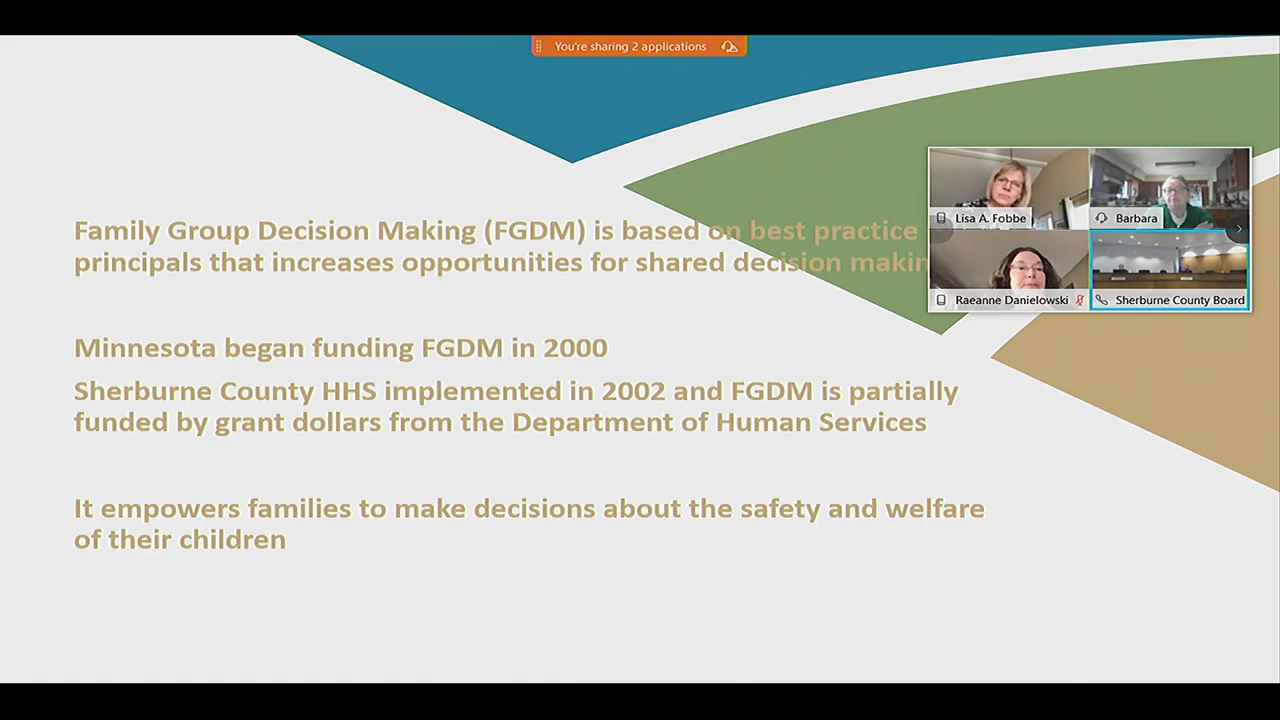 You're sharing 2 applications
Lisa A. Fobbe
Barbara
Raeanne Danielowski
Sherburne County Board
Family Group Decision Making (FGDM) is based on best practice
principals that increases opportunities for shared decision makin
Minnesota began funding FGDM in 2000
Sherburne County HHS implemented in 2002 and FGDM is partially
funded by grant dollars from the Department of Human Services
It empowers families to make decisions about the safety and welfare
of their children